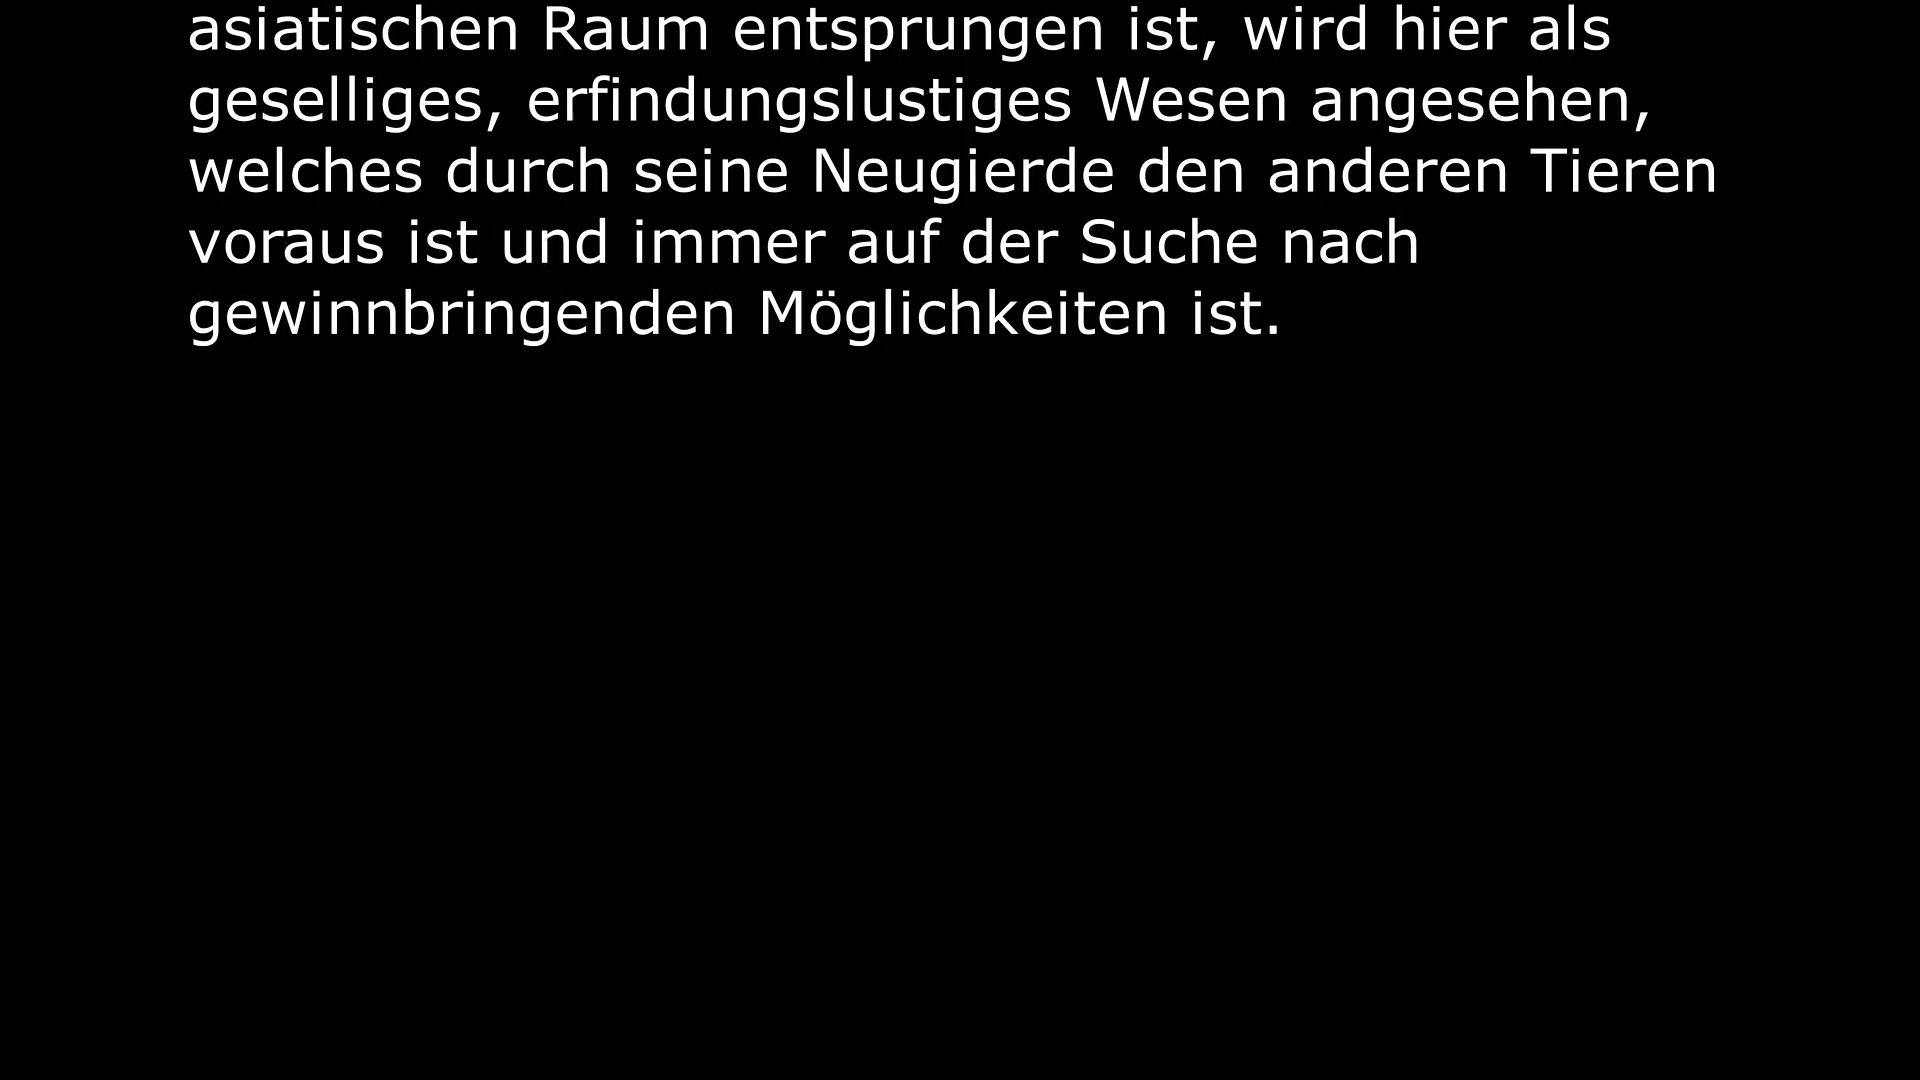 asiatischen Raum entsprungen ist, wird hier als
geselliges, erfindungslustiges Wesen angesehen,
welches durch seine Neugierde den anderen Tieren
voraus ist und immer auf der Suche nach
gewinnbringenden Möglichkeiten ist.